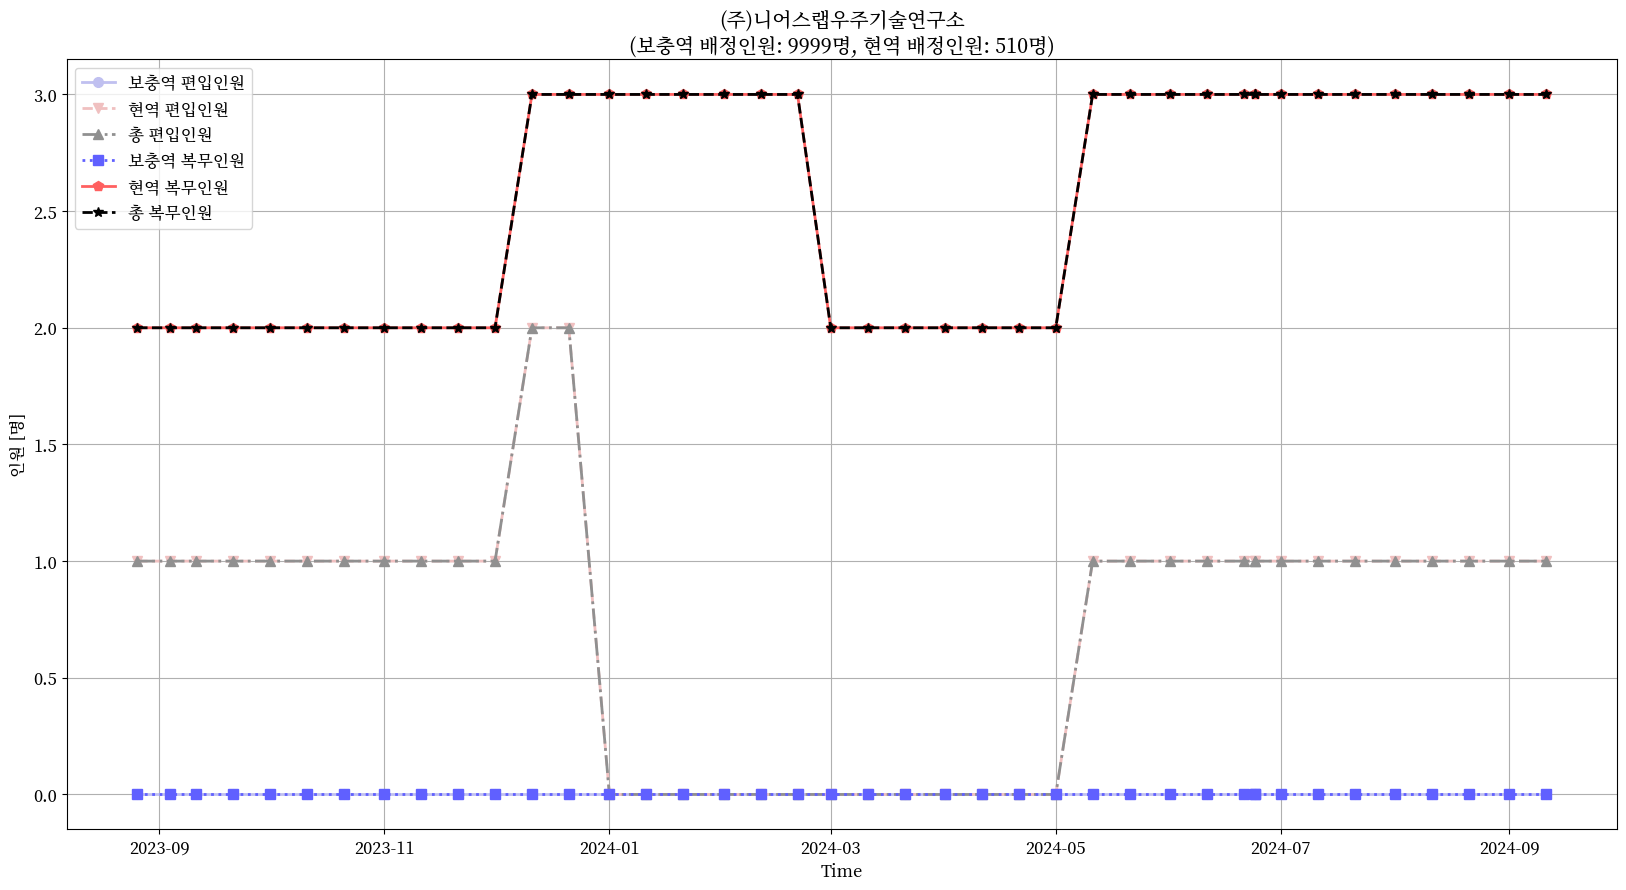 (주)니어스랩우주기술연구소
(보충역 배정인원: 9999명, 현역 배정인원: 510명)
보충역 편입인원
현역 편입인원
총 편입인원
보충역 복무인원
현역 복무인원
총 복무인원
3.0
2.5
2.0
1.5
1.0
0.5
0.0
인원 [명]
2023-09
2023-11
2024-01
2024-03
2024-05
2024-07
2024-09
Time